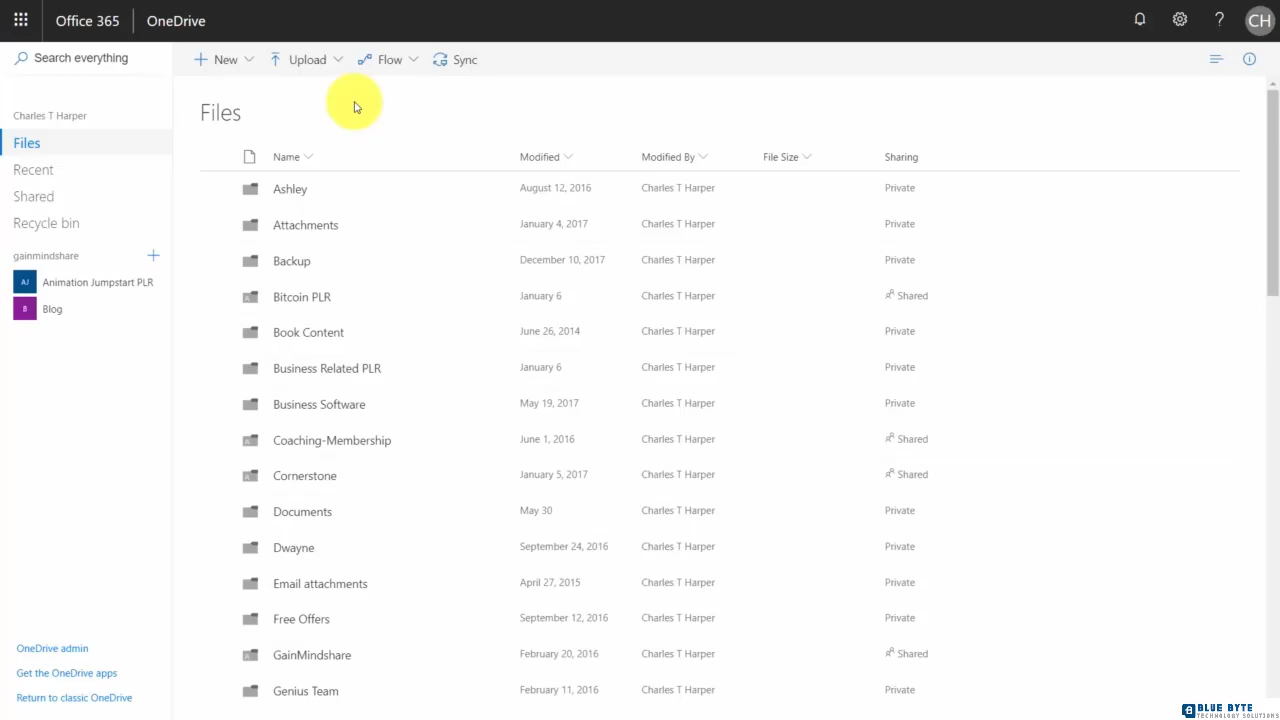 Office 365 OneDrive CH
Search everything New Upload Flow Sync
Charles T Harper
Files
Recent
Shared
Recycle bin
gainmindshare
AJ Animation Jumpstart PLR
B Blog
OneDrive admin
Get the OneDrive apps
Return to classic OneDrive
Files
Name Modified Modified By File Size Sharing
Ashley August 12, 2016 Charles T Harper Private
Attachments January 4, 2017 Charles T Harper Private
Backup December 10, 2017 Charles T Harper Private
Bitcoin PLR January 6 Charles T Harper Shared
Book Content June 26, 2014 Charles T Harper Private
Business Related PLR January 6 Charles T Harper Private
Business Software May 19, 2017 Charles T Harper Private
Coaching-Membership June 1, 2016 Charles T Harper Shared
Cornerstone January 5, 2017 Charles T Harper Shared
Documents May 30 Charles T Harper Private
Dwayne September 24, 2016 Charles T Harper Private
Email attachments April 27, 2015 Charles T Harper Private
Free Offers September 12, 2016 Charles T Harper Private
GainMindshare February 20, 2016 Charles T Harper Shared
Genius Team February 11, 2016 Charles T Harper Private
BLUE BYTE
TECHNOLOGY SOLUTIONS